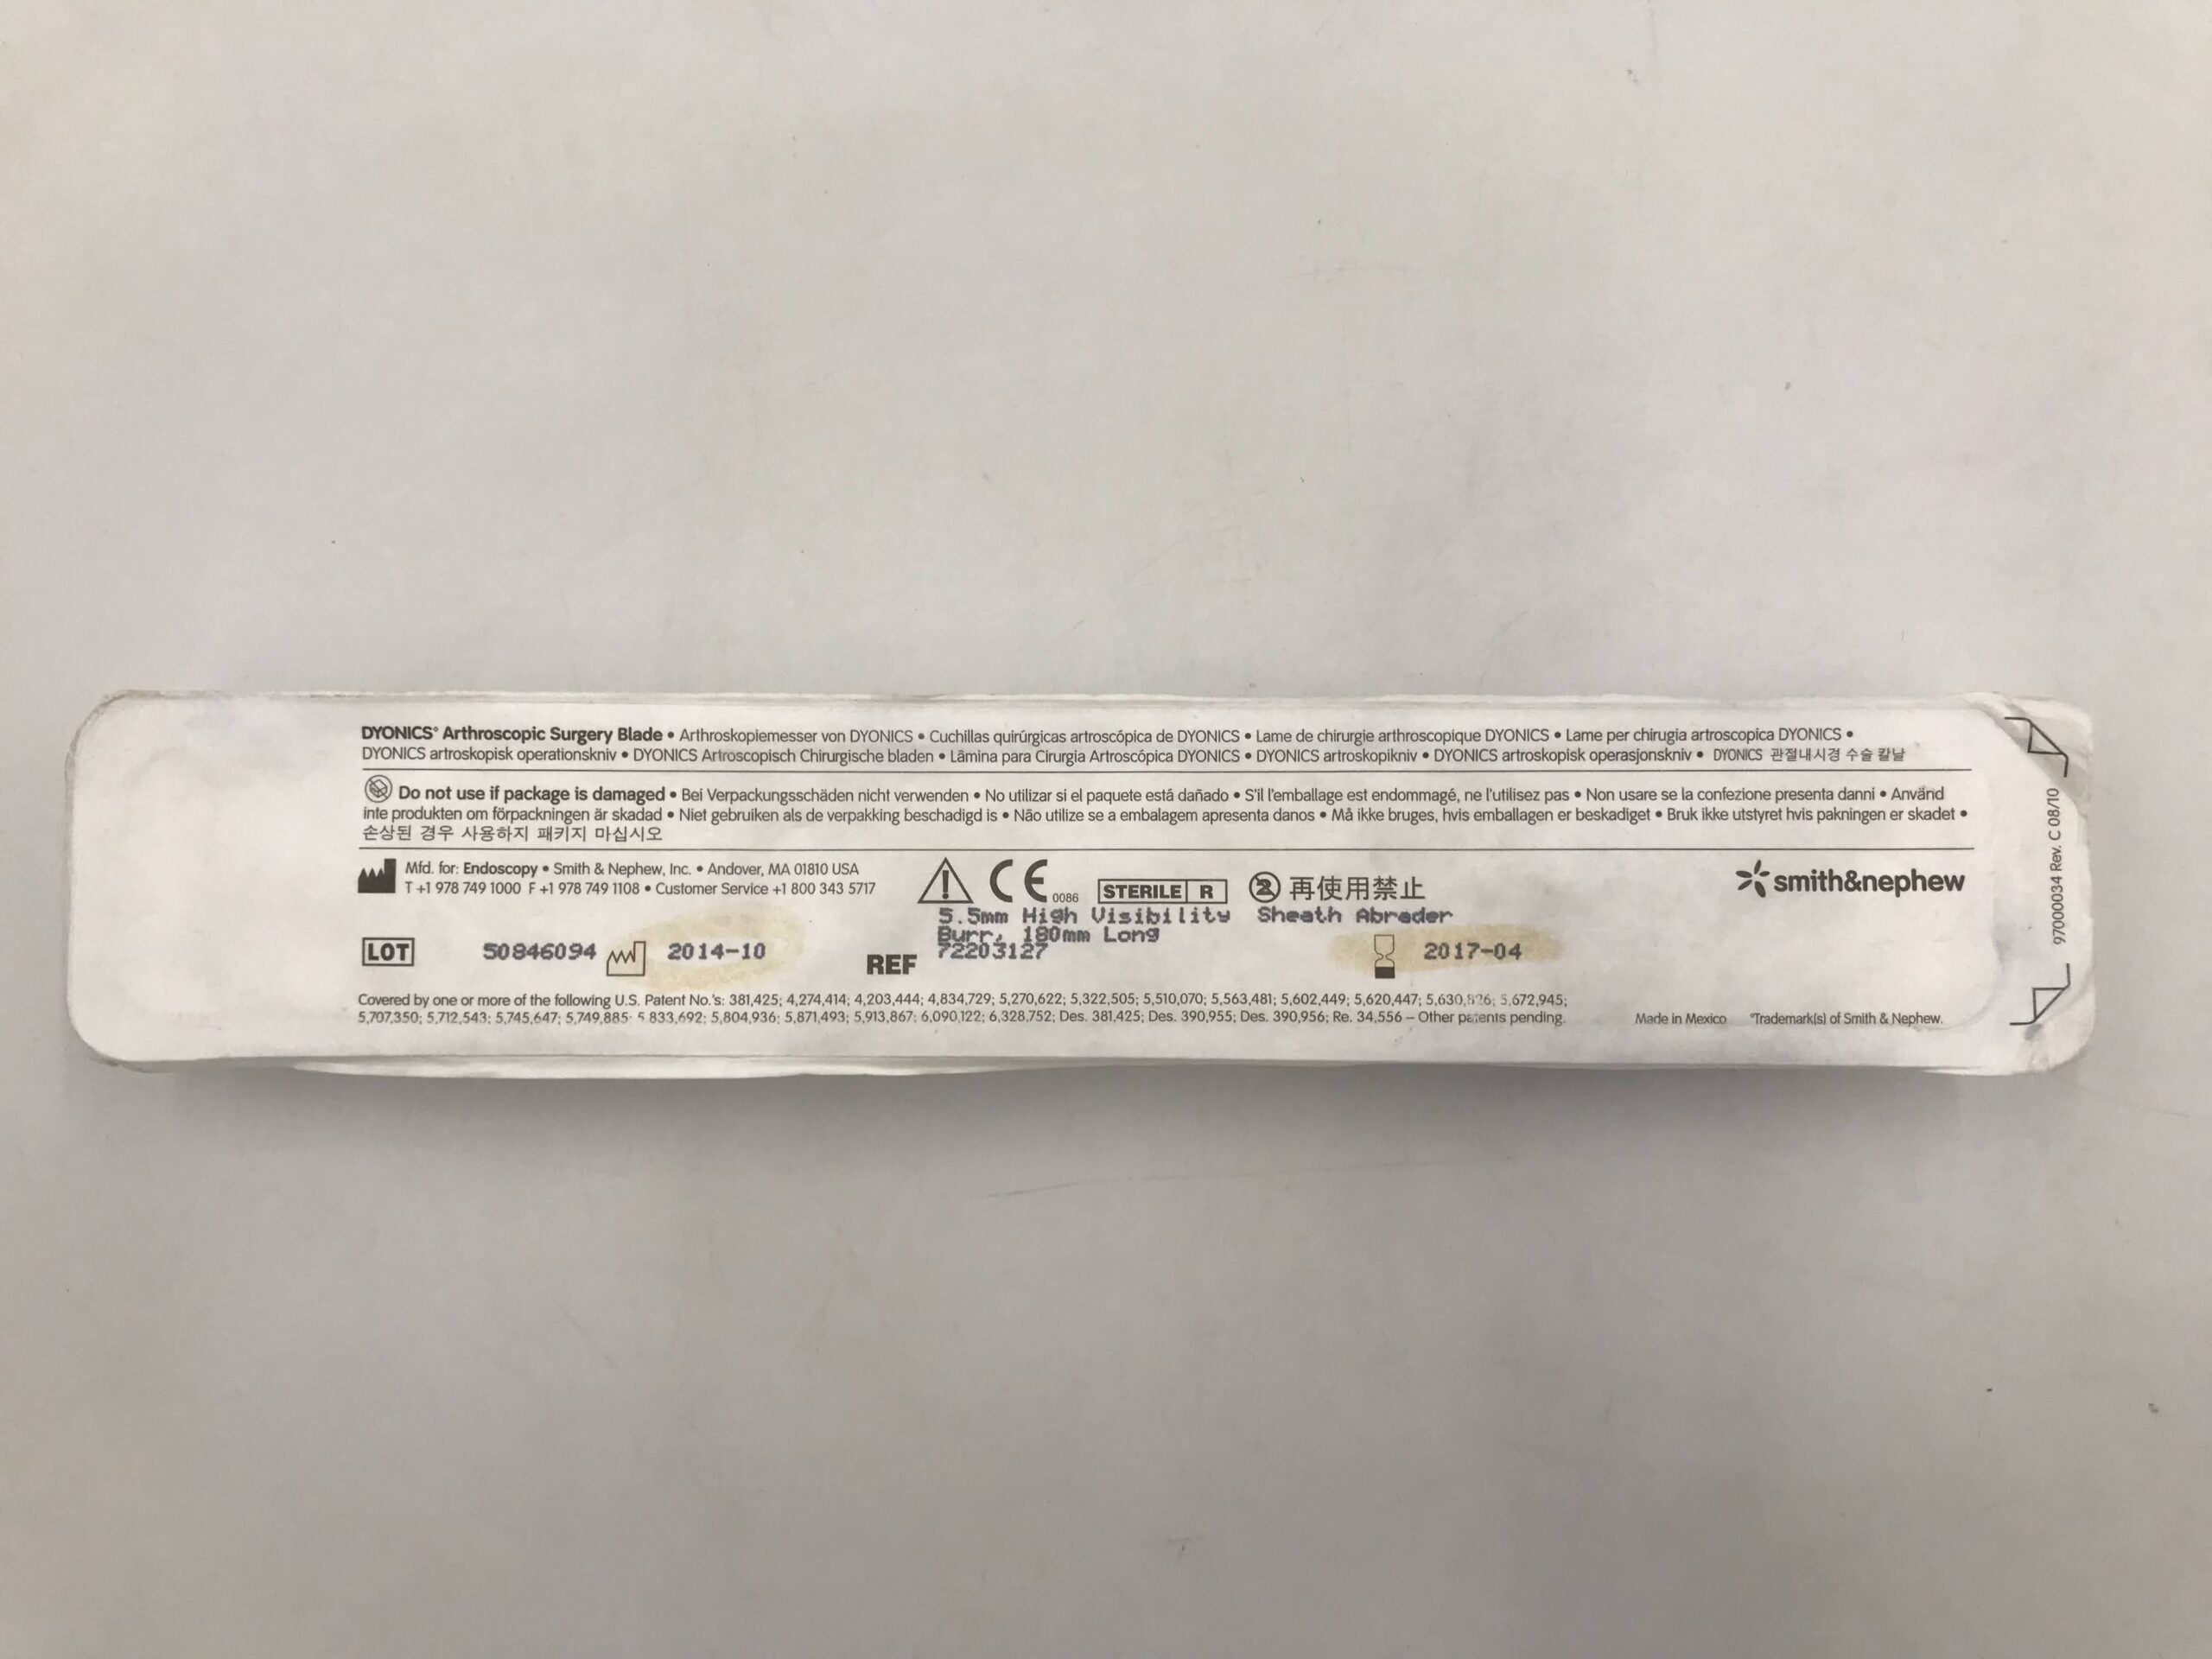 DYONICS° Arthroscopic Surgery Blade • Arthroskopiemesser von DYONICS • Cuchillas quirúrgicas artroscópica de DYONICS • Lame de chirurgie arthroscopique DYONICS • Lame per chirugia artroscopica DYONICS •
DYONICS artroskopisk operationskniv • DYONICS Artroscopisch Chirurgische bladen • Lâmina para Cirurgia Artroscópica DYONICS • DYONICS artroskopikniv • DYONICS artroskopisk operasjonskniv • DYONICS 관절내시경 수술 칼날
Do not use if package is damaged • Bei Verpackungsschäden nicht verwenden • No utilizar si el paquete está dañado • S'il l'emballage est endommagé, ne l'utilisez pas • Non usare se la confezione presenta danni • Använd
inte produkten om förpackningen är skadad • Niet gebruiken als de verpakking beschadigd is • Não utilize se a embalagem apresenta danos • Må ikke bruges, hvis emballagen er beskadiget • Bruk ikke utstyret hvis pakningen er skadet •
손상된 경우 사용하지 패키지 마십시오
Mfd. for: Endoscopy • Smith & Nephew, Inc. • Andover, MA 01810 USA
T +1 978 749 1000 F +1 978 749 1108 • Customer Service +1 800 343 5717
CE 0086 STERILE R 2 再使用禁止
smith&nephew
5.5mm High Visibility Sheath Abrader
Burr, 180mm Long
LOT 50846094 2014-10
REF 72203127
2017-04
Covered by one or more of the following U.S. Patent No.'s: 381,425; 4,274,414; 4,203,444; 4,834,729; 5,270,622; 5,322,505; 5,510,070; 5,563,481; 5,602,449; 5,620,447; 5,672,945;
5,707,350; 5,712,543; 5,745,647; 5,749,885; 5,833,692; 5,804,936; 5,871,493; 5,913,867; 6,090,122; 6,328,752; Des. 381,425; Des. 390,955; Des. 390,956; Re. 34,556 – Other patents pending.
Made in Mexico °Trademark(s) of Smith & Nephew.
97000034 Rev. C 08/10